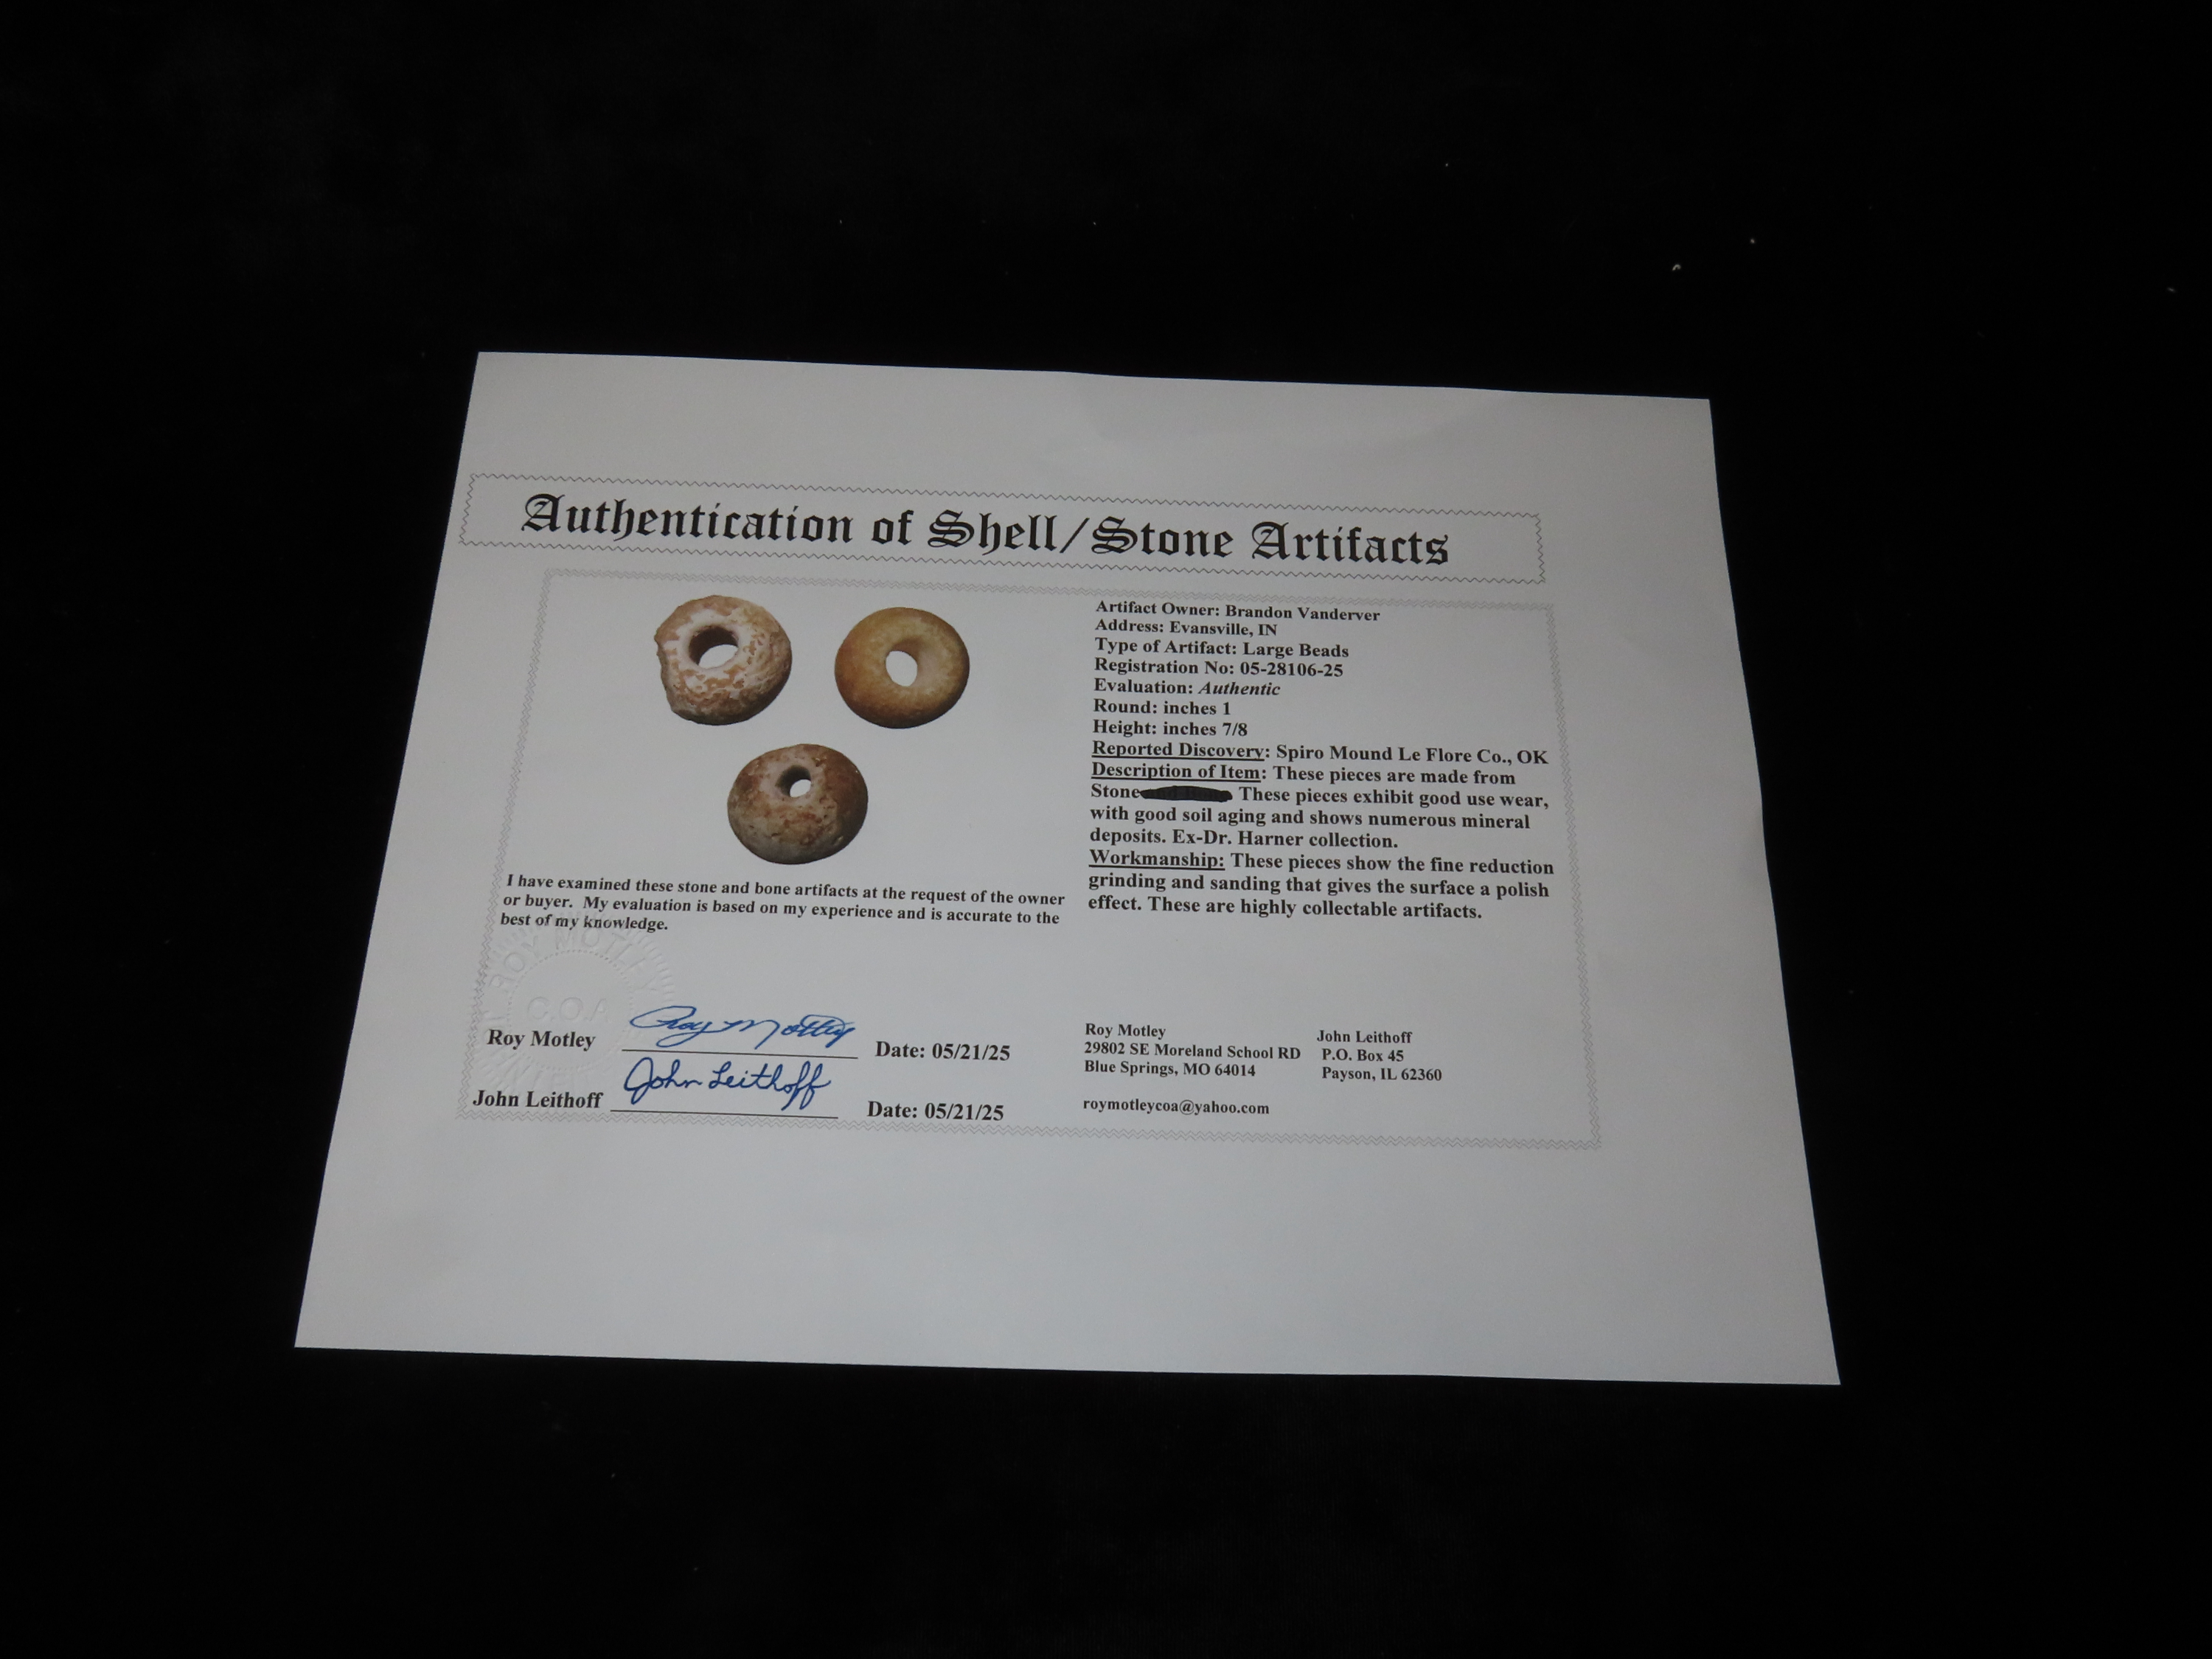 Authentication of Shell/Stone Artifacts
Artifact Owner: Brandon Vanderver
Address: Evansville, IN
Type of Artifact: Large Beads
Registration No: 05-28106-25
Evaluation: Authentic
Round: inches 1
Height: inches 7/8
Reported Discovery: Spiro Mound Le Flore Co., OK
Description of Item: These pieces are made from
Stone These pieces exhibit good use wear,
with good soil aging and shows numerous mineral
deposits. Ex-Dr. Harner collection.
Workmanship: These pieces show the fine reduction
grinding and sanding that gives the surface a polish
effect. These are highly collectable artifacts.
I have examined these stone and bone artifacts at the request of the owner
or buyer. My evaluation is based on my experience and is accurate to the
best of my knowledge.
ROY MOTLEY
C.O.A
Roy Motley Roy Motley Date: 05/21/25
John Leithoff John Leithoff Date: 05/21/25
Roy Motley
29802 SE Moreland School RD
Blue Springs, MO 64014
roymotleycoa@yahoo.com
John Leithoff
P.O. Box 45
Payson, IL 62360